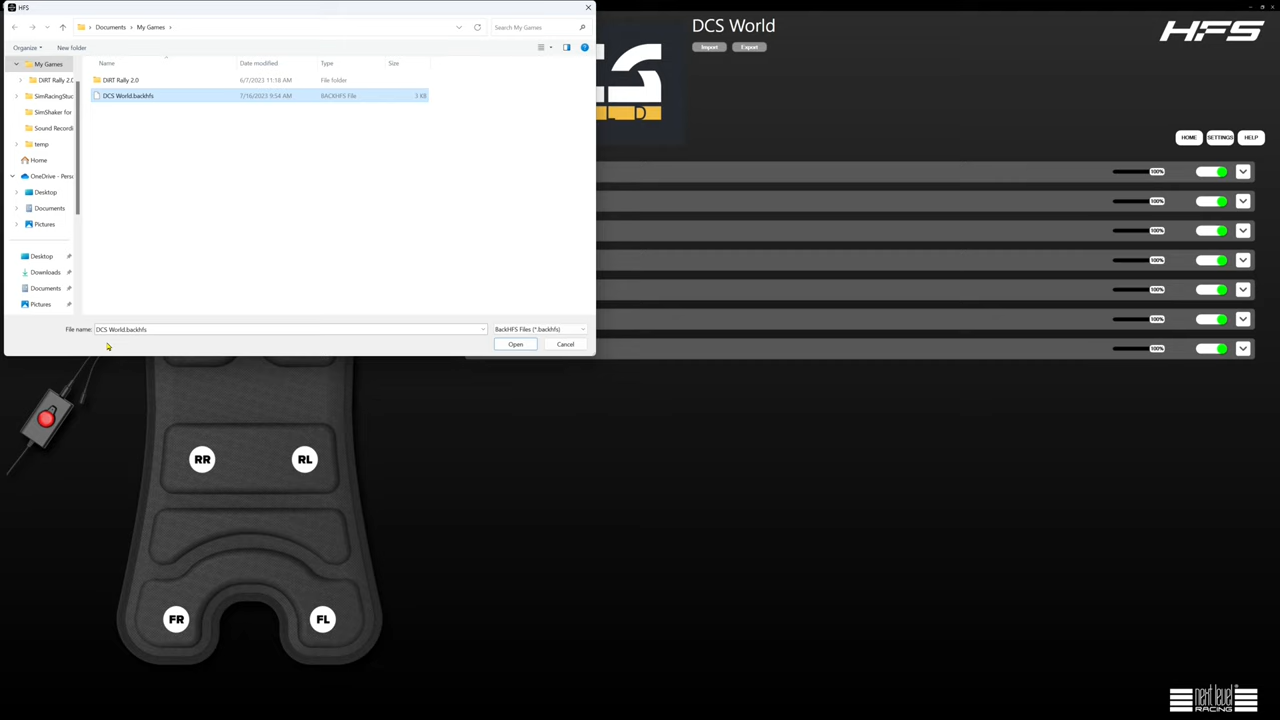 HFS
DCS World
Documents
My Games
Search My Games
Import
Export
HFS
Organize
New folder
My Games
Name
Date modified
Type
Size
DiRT Rally 2.0
DiRT Rally 2.0
6/7/2023 11:18 AM
File folder
SimRacingStuc
DCS World.backhfs
7/16/2023 9:54 AM
BACKHFS File
3 KB
SimShaker for
Sound Recordi
temp
Home
OneDrive - Perso
Desktop
Documents
Pictures
HOME
SETTINGS
HELP
L D
100%
100%
100%
100%
100%
100%
100%
Desktop
Downloads
Documents
Pictures
File name:
DCS World.backhfs
BackHFS Files (*.backhfs)
Open
Cancel
RR
RL
FR
FL
next level
RACING